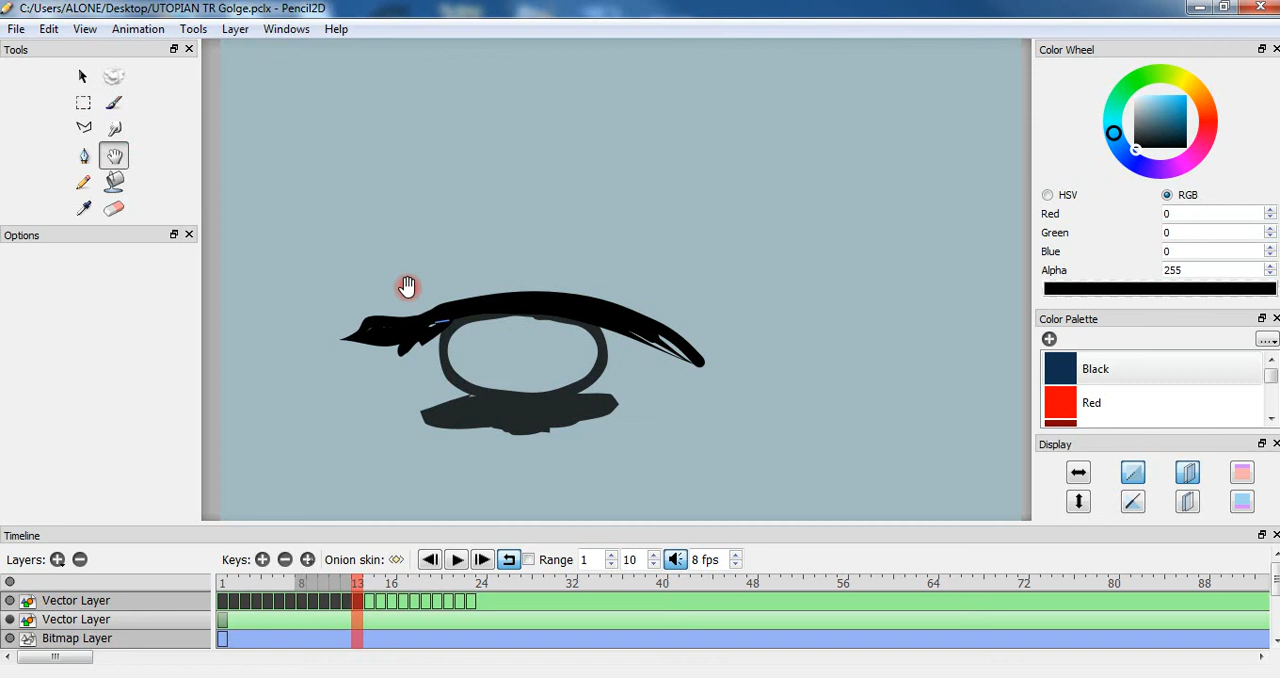 C:/Users/ALONE/Desktop/UTOPIAN TR Golge.pclx - Pencil2D
File Edit View Animation Tools Layer Windows Help
Tools
Options
Color Wheel
HSV RGB
Red 0
Green 0
Blue 0
Alpha 255
Color Palette
...
Black
Red
Display
Timeline
Layers: Keys: Onion skin: Range 1 10 8 fps
1 8 13 16 24 32 40 48 56 64 72 80 88
Vector Layer
Vector Layer
Bitmap Layer